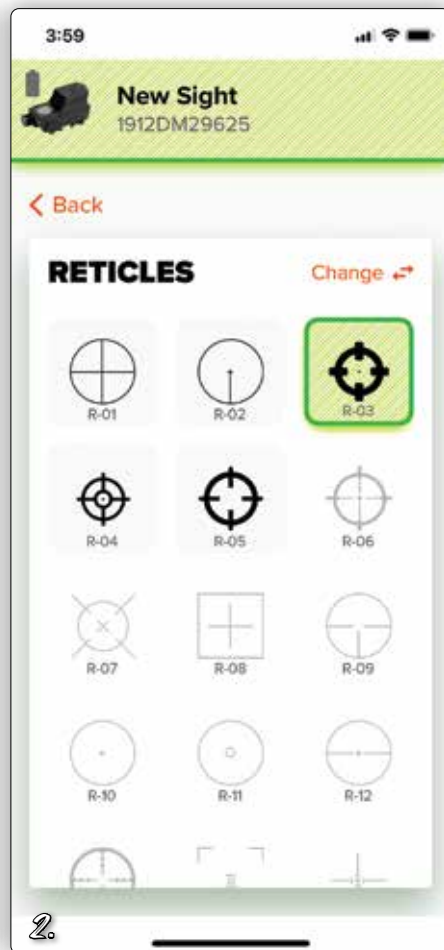 3:59
New Sight
1912DM29625
Back
RETICLES
Change
R-01
R-02
R-03
R-04
R-05
R-06
R-07
R-08
R-09
R-10
R-11
R-12
2.